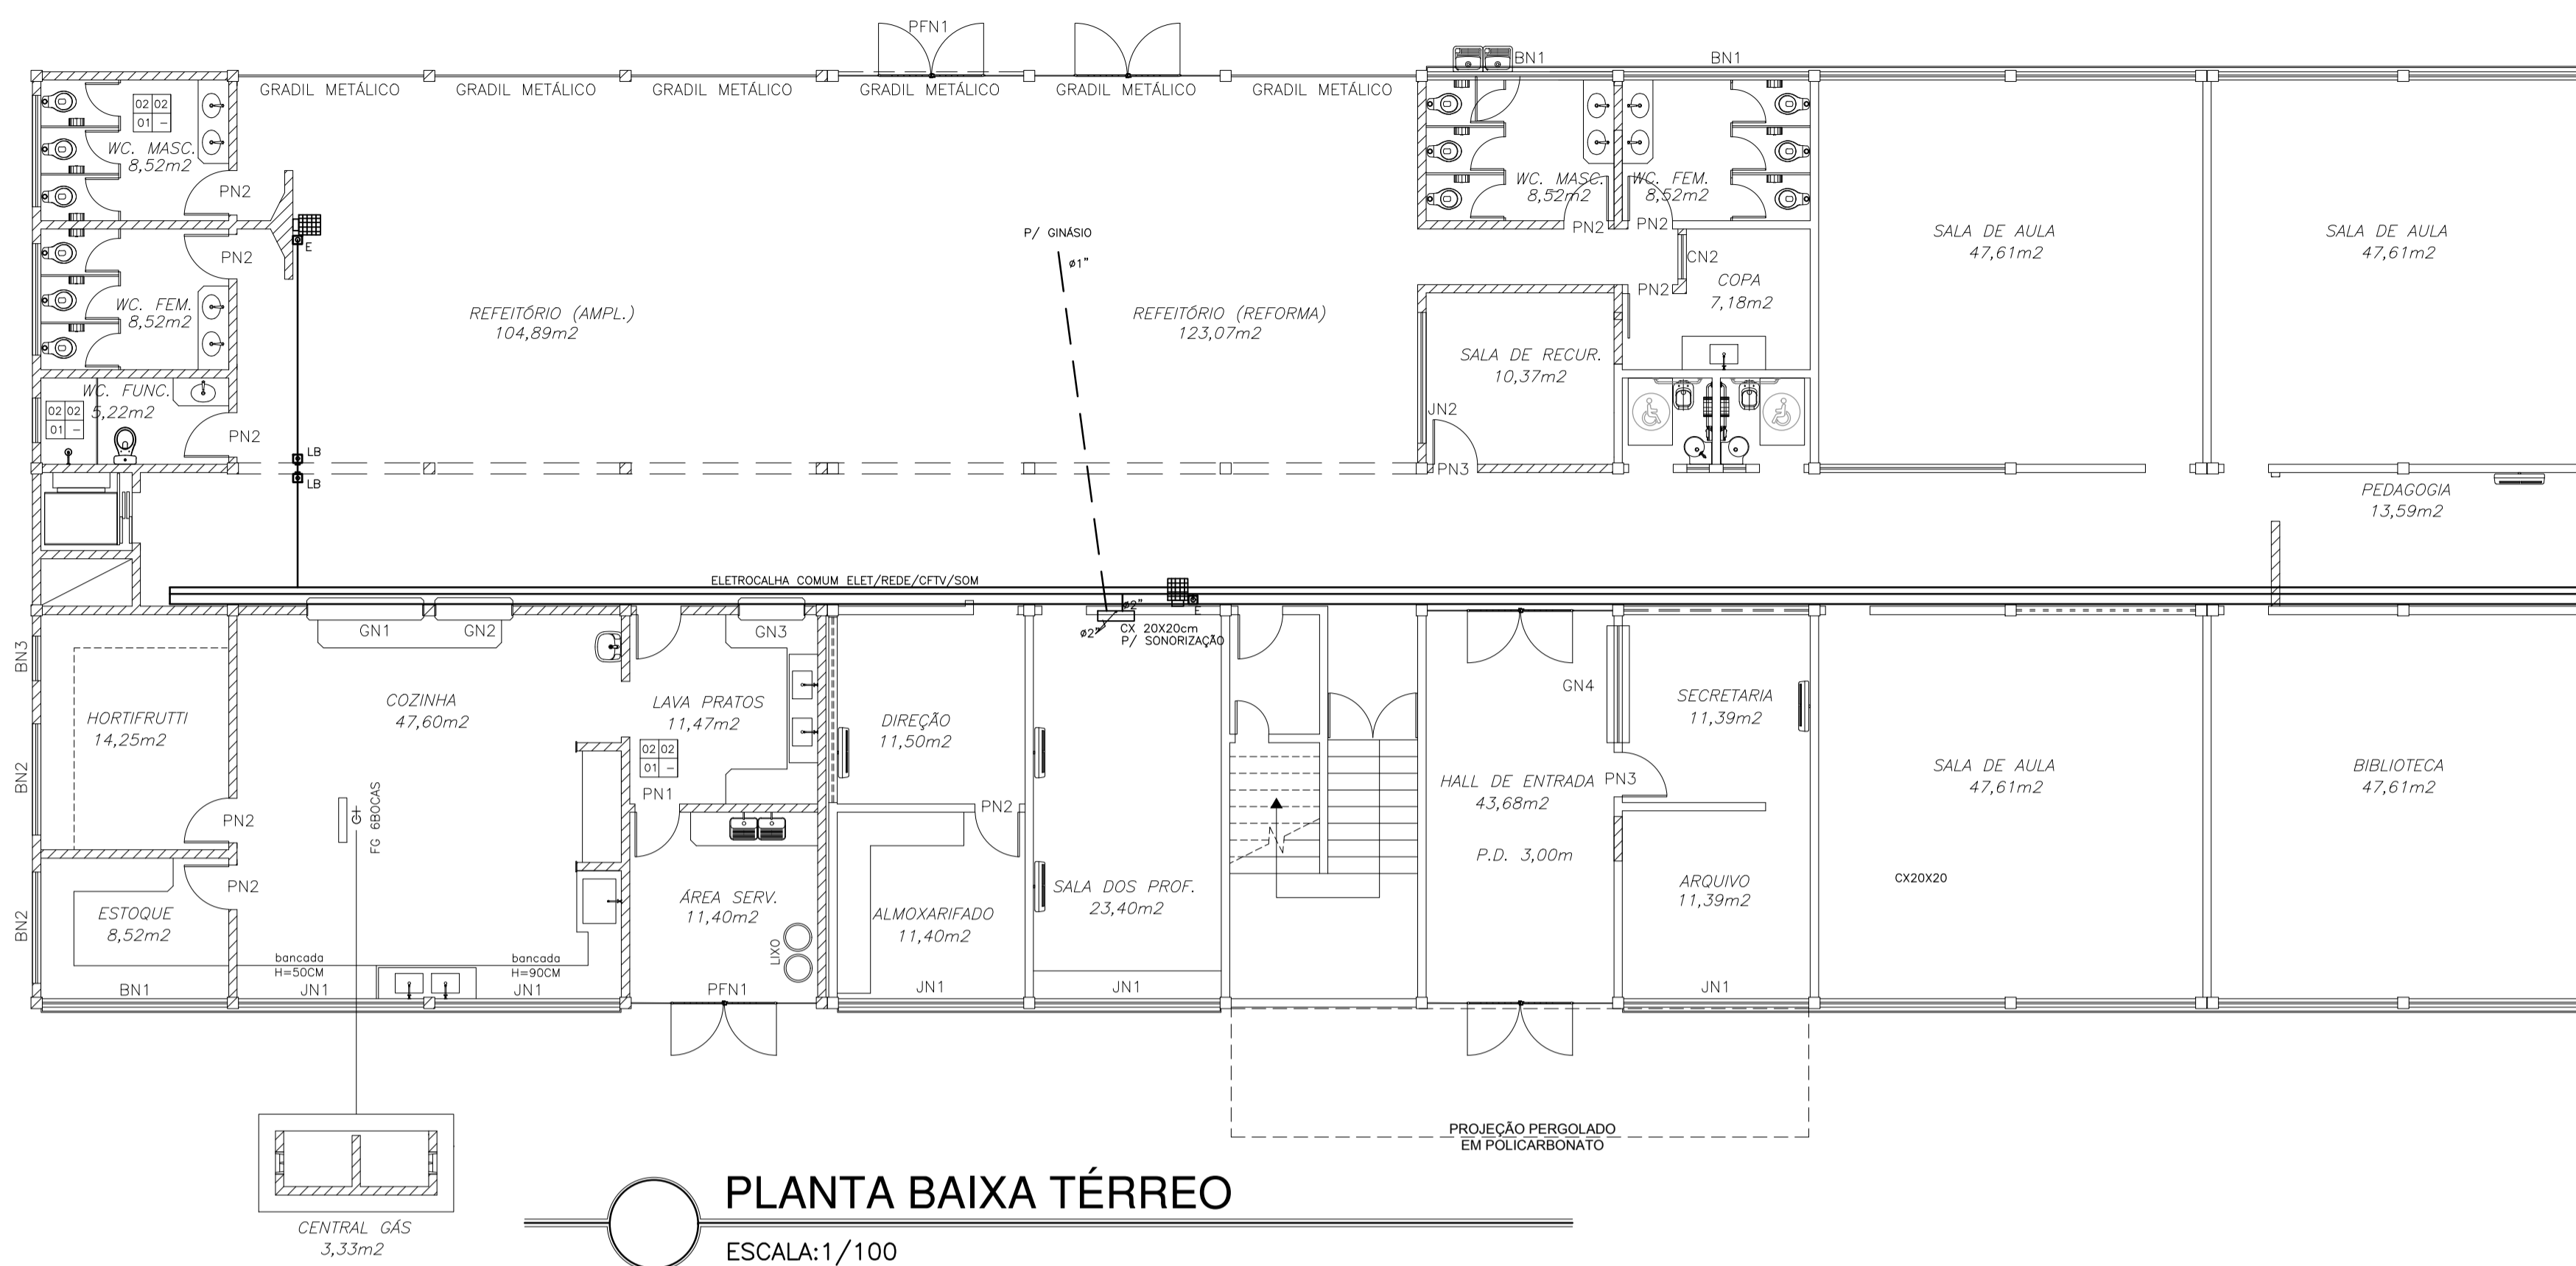 PFN1
BN1
BN1
GRADIL METÁLICO
GRADIL METÁLICO
GRADIL METÁLICO
GRADIL METÁLICO
GRADIL METÁLICO
GRADIL METÁLICO
02 02
01 -
WC. MASC.
8,52m2
PN2
WC. MASC.
8,52m2
PN2
WC. FEM.
8,52m2
PN2
SALA DE AULA
47,61m2
SALA DE AULA
47,61m2
P/ GINÁSIO
ø1"
E
PN2
WC. FEM.
8,52m2
REFEITÓRIO (AMPL.)
104,89m2
REFEITÓRIO (REFORMA)
123,07m2
CN2
COPA
7,18m2
PN2
SALA DE RECUR.
10,37m2
JN2
PN3
WC. FUNC.
5,22m2
02 02
01 -
PN2
LB
LB
PEDAGOGIA
13,59m2
ELETROCALHA COMUM ELET/REDE/CFTV/SOM
ø2"
E
ø2"
CX 20X20cm
P/ SONORIZAÇÃO
GN1
GN2
GN3
BN3
BN2
BN2
HORTIFRUTTI
14,25m2
COZINHA
47,60m2
LAVA PRATOS
11,47m2
02 02
01 -
PN1
DIREÇÃO
11,50m2
PN2
GN4
SECRETARIA
11,39m2
HALL DE ENTRADA
43,68m2
PN3
P.D. 3,00m
SALA DE AULA
47,61m2
BIBLIOTECA
47,61m2
PN2
FG 6BOCAS
PN2
ESTOQUE
8,52m2
ÁREA SERV.
11,40m2
LIXO
ALMOXARIFADO
11,40m2
SALA DOS PROF.
23,40m2
ARQUIVO
11,39m2
CX20X20
bancada
H=50CM
bancada
H=90CM
BN1
JN1
JN1
PFN1
JN1
JN1
JN1
PROJEÇÃO PERGOLADO
EM POLICARBONATO
CENTRAL GÁS
3,33m2
PLANTA BAIXA TÉRREO
ESCALA:1/100